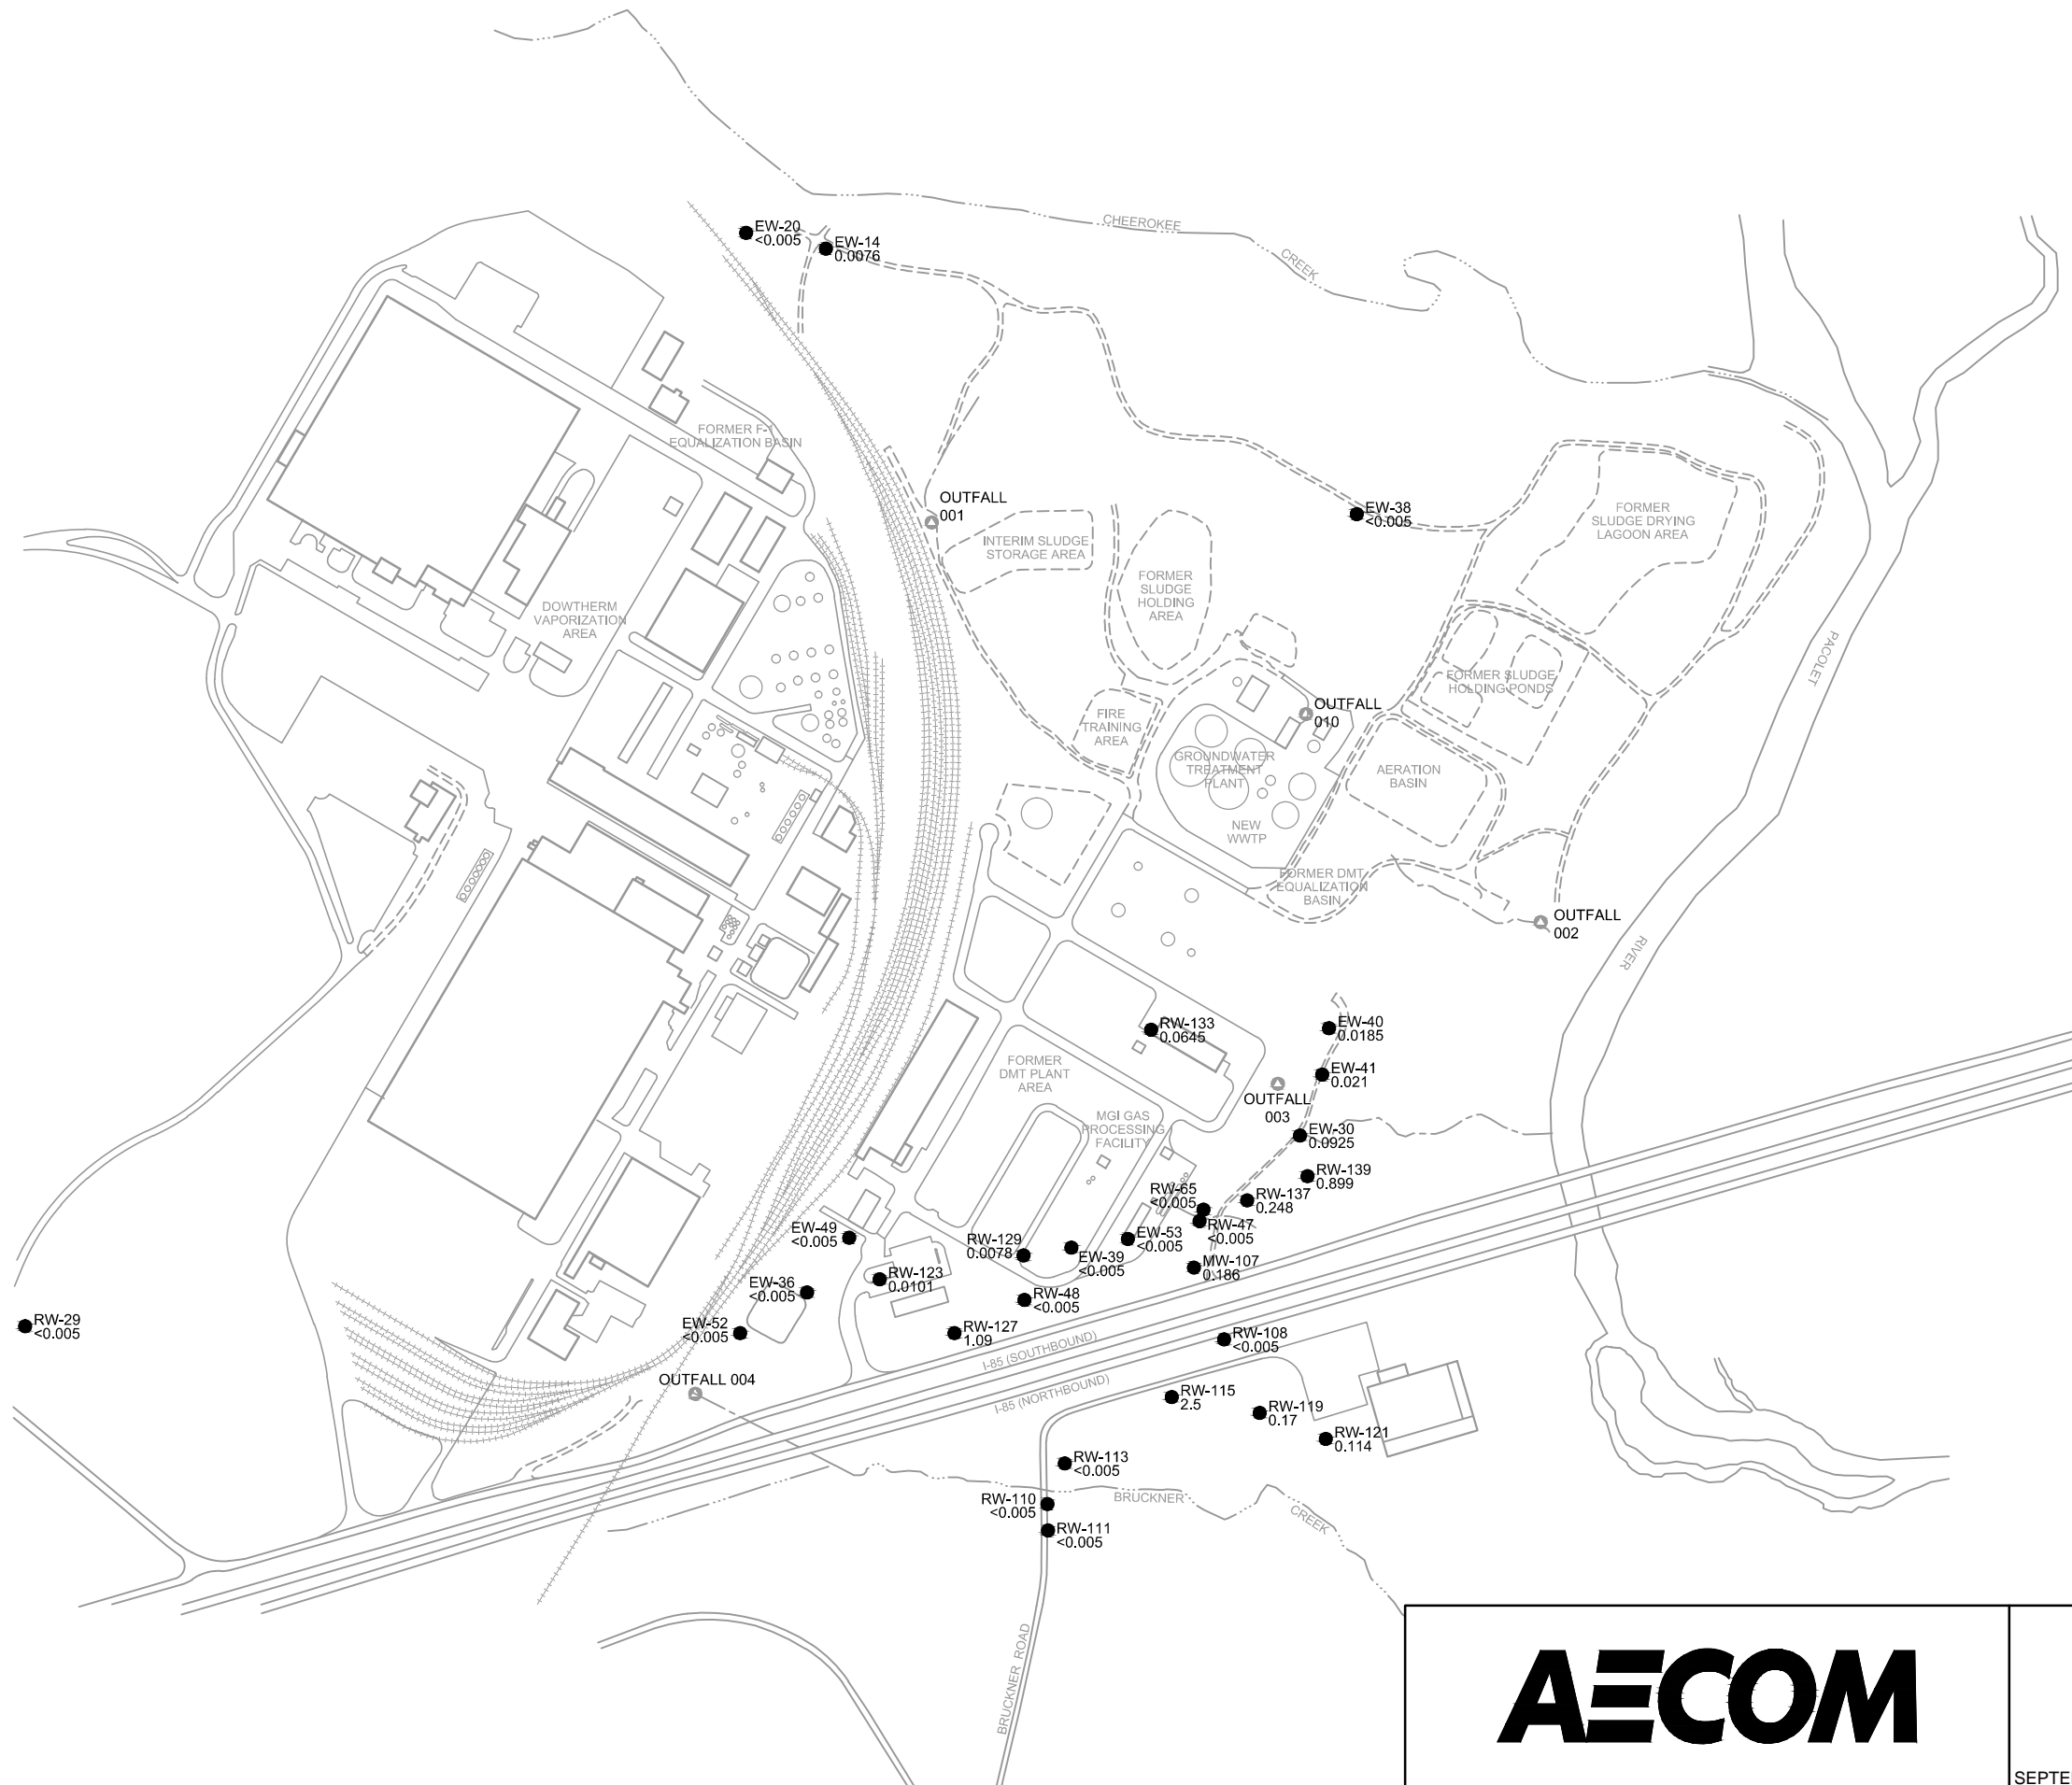 CHEEROKEE
CREEK
EW-20
<0.005
EW-14
0.0076
FORMER F-1
EQUALIZATION BASIN
OUTFALL
001
INTERIM SLUDGE
STORAGE AREA
FORMER
SLUDGE
HOLDING
AREA
EW-38
<0.005
FORMER
SLUDGE DRYING
LAGOON AREA
DOWTHERM
VAPORIZATION
AREA
PACOLET
FORMER SLUDGE
HOLDING PONDS
OUTFALL
010
FIRE
TRAINING
AREA
GROUNDWATER
TREATMENT
PLANT
AERATION
BASIN
NEW
WWTP
FORMER DMT
EQUALIZATION
BASIN
OUTFALL
002
RIVER
RW-133
0.0645
EW-40
0.0185
FORMER
DMT PLANT
AREA
EW-41
0.021
OUTFALL
003
MGI GAS
PROCESSING
FACILITY
EW-30
0.0925
RW-139
0.899
RW-65
<0.005
RW-137
0.248
RW-47
<0.005
EW-49
<0.005
RW-129
0.0078
EW-39
<0.005
EW-53
<0.005
MW-107
0.186
EW-36
<0.005
RW-123
0.0101
RW-48
<0.005
RW-29
<0.005
EW-52
<0.005
RW-127
1.09
I-85 (SOUTHBOUND)
RW-108
<0.005
OUTFALL 004
I-85 (NORTHBOUND)
RW-115
2.5
RW-119
0.17
RW-121
0.114
RW-113
<0.005
RW-110
<0.005
BRUCKNER
CREEK
RW-111
<0.005
BRUCKNER ROAD
AECOM
SEPTE